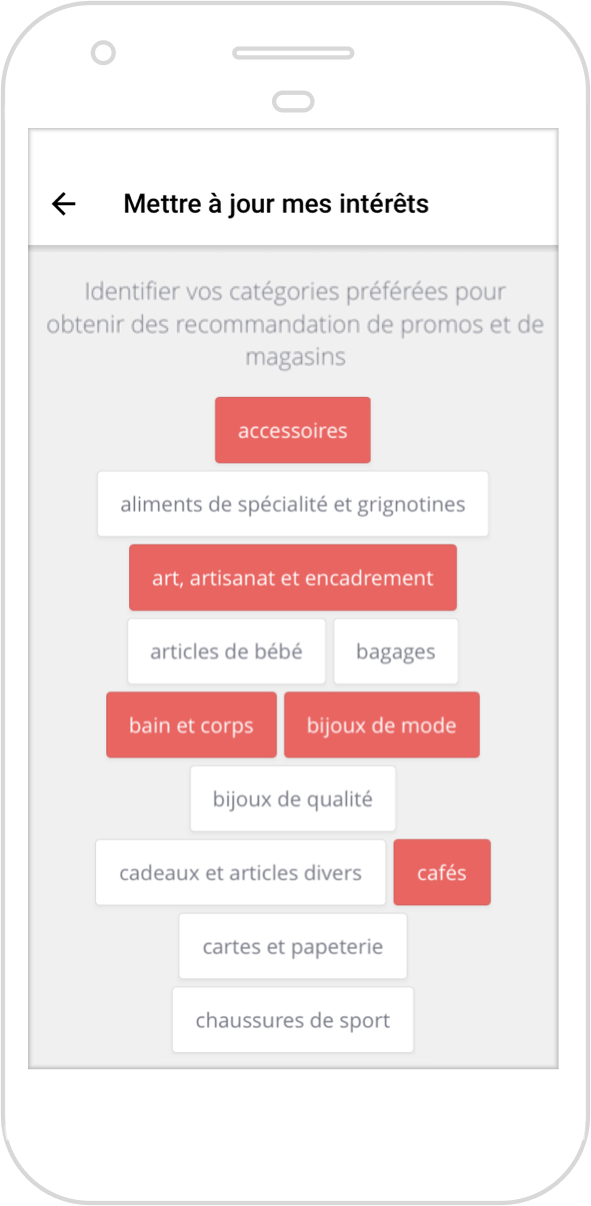 Mettre à jour mes intérêts
Identifier vos catégories préférées pour
obtenir des recommandation de promos et de
magasins
accessoires
aliments de spécialité et grignotines
art, artisanat et encadrement
articles de bébé bagages
bain et corps bijoux de mode
bijoux de qualité
cadeaux et articles divers cafés
cartes et papeterie
chaussures de sport